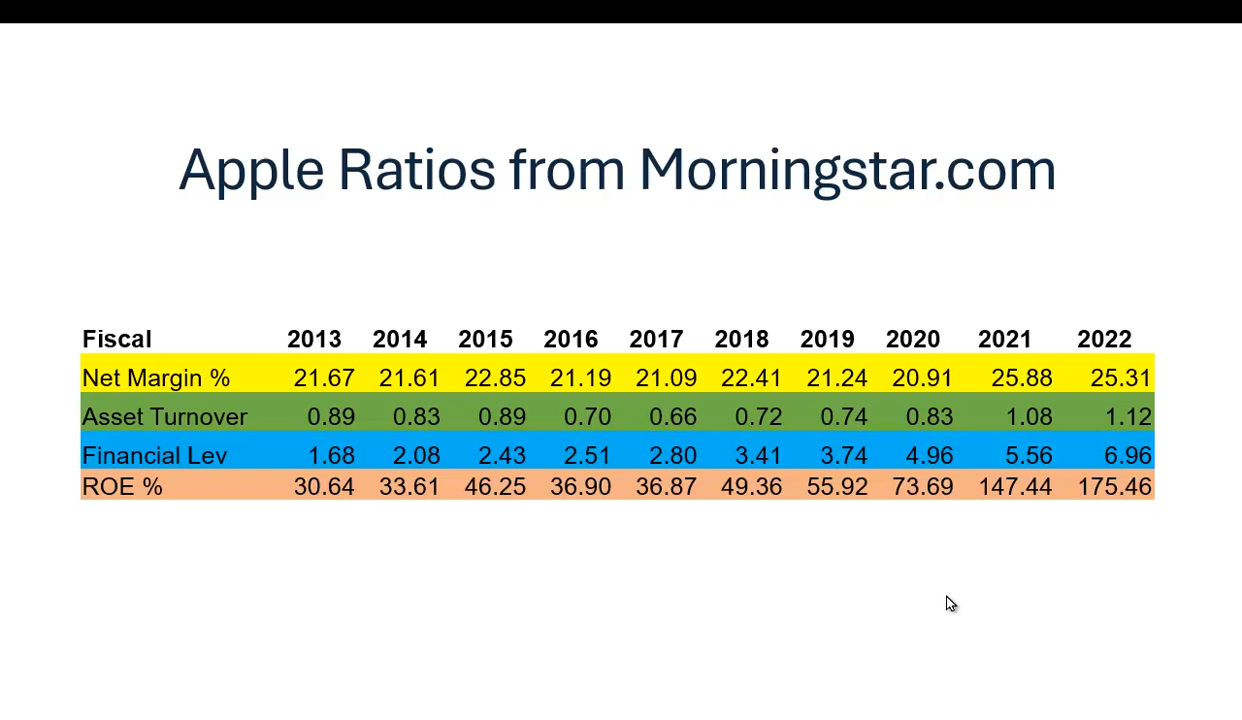 Apple Ratios from Morningstar.com
Fiscal 2013 2014 2015 2016 2017 2018 2019 2020 2021 2022
Net Margin % 21.67 21.61 22.85 21.19 21.09 22.41 21.24 20.91 25.88 25.31
Asset Turnover 0.89 0.83 0.89 0.70 0.66 0.72 0.74 0.83 1.08 1.12
Financial Lev 1.68 2.08 2.43 2.51 2.80 3.41 3.74 4.96 5.56 6.96
ROE % 30.64 33.61 46.25 36.90 36.87 49.36 55.92 73.69 147.44 175.46